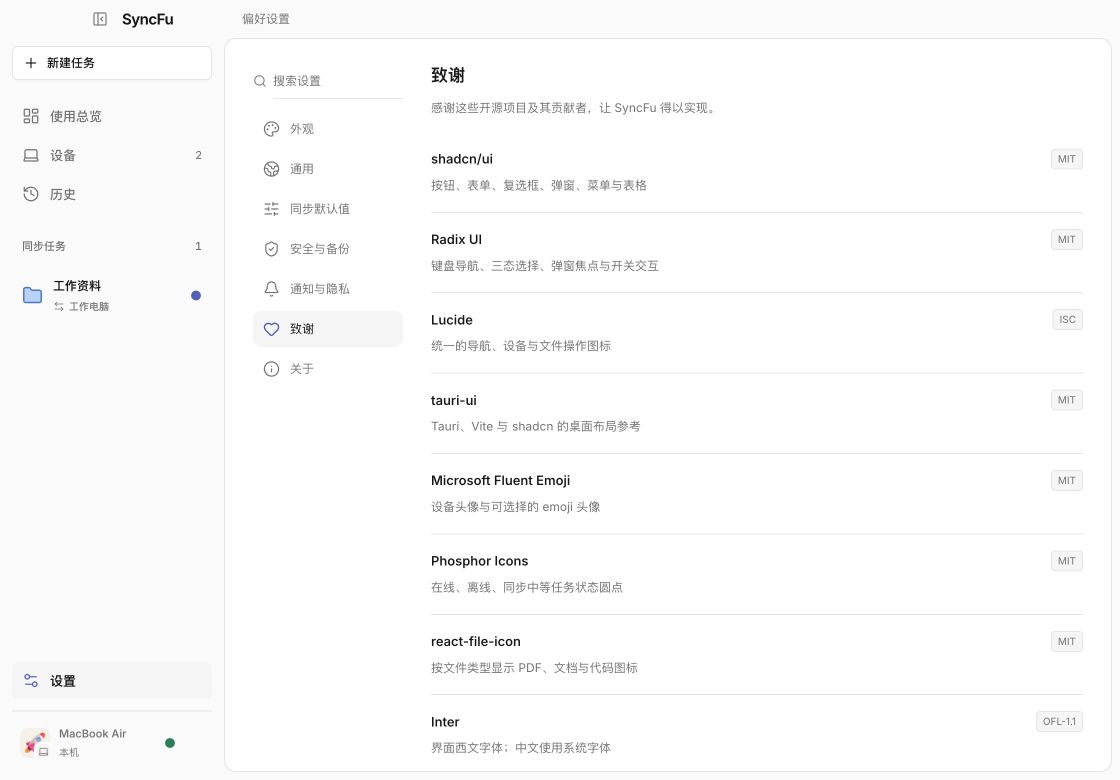 SyncFu
偏好设置
新建任务
使用总览
设备 2
历史
同步任务 1
工作资料
工作电脑
设置
MacBook Air
本机
搜索设置
外观
通用
同步默认值
安全与备份
通知与隐私
致谢
关于
致谢
感谢这些开源项目及其贡献者，让 SyncFu 得以实现。
shadcn/ui MIT
按钮、表单、复选框、弹窗、菜单与表格
Radix UI MIT
键盘导航、三态选择、弹窗焦点与开关交互
Lucide ISC
统一的导航、设备与文件操作图标
tauri-ui MIT
Tauri、Vite 与 shadcn 的桌面布局参考
Microsoft Fluent Emoji MIT
设备头像与可选择的 emoji 头像
Phosphor Icons MIT
在线、离线、同步中等任务状态圆点
react-file-icon MIT
按文件类型显示 PDF、文档与代码图标
Inter OFL-1.1
界面西文字体；中文使用系统字体